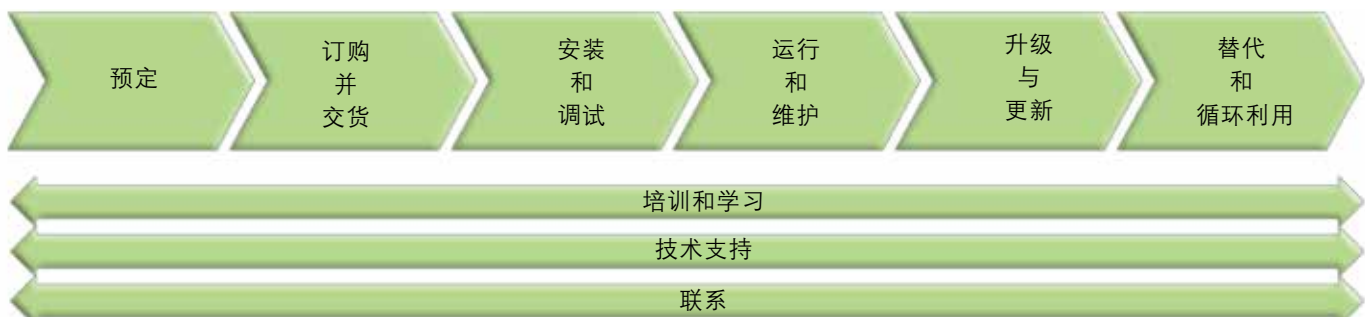 预定
订购
并
交货
安装
和
调试
运行
和
维护
升级
与
更新
替代
和
循环利用
培训和学习
技术支持
联系